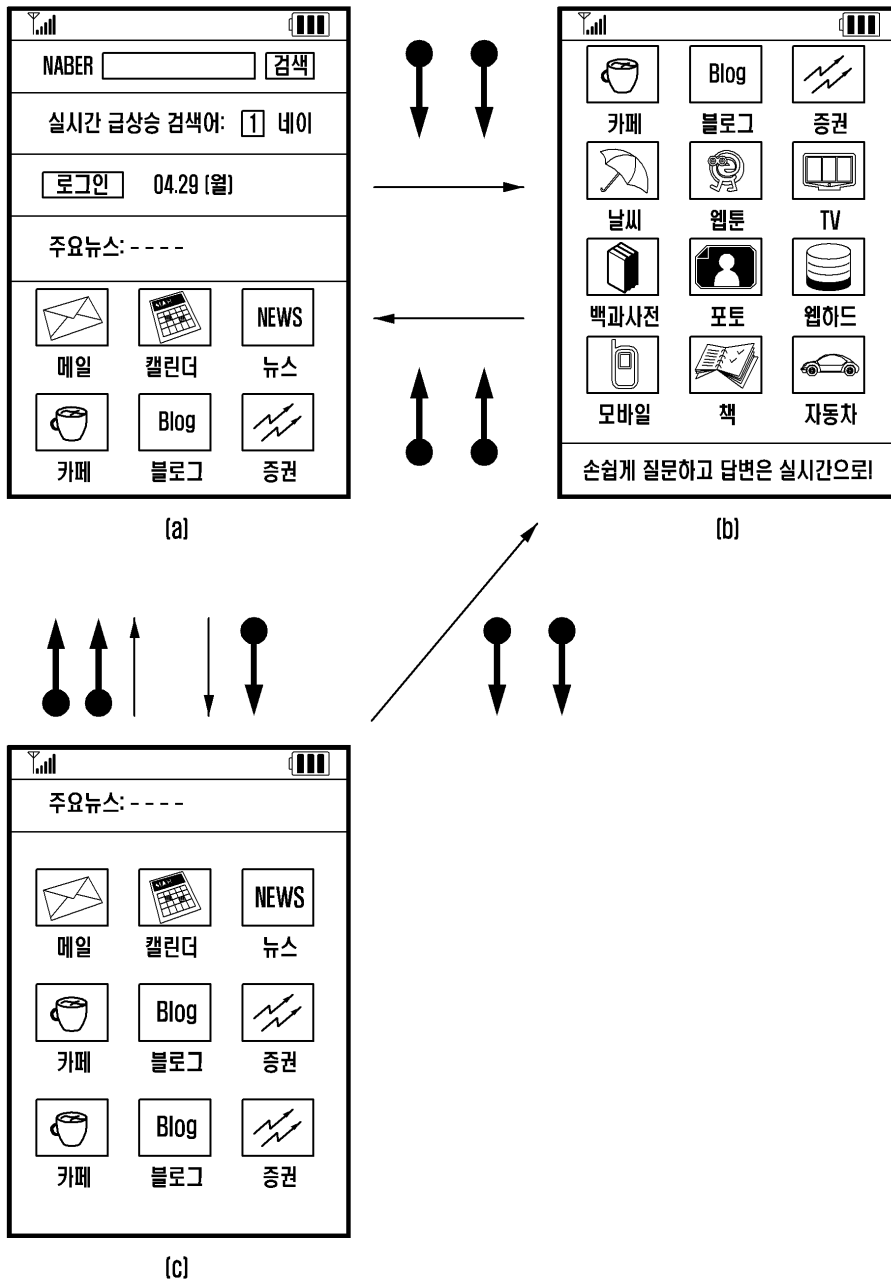 NABER 검색
실시간 급상승 검색어: 1 네이
로그인 04.29 (월)
주요뉴스: - - - -
메일 캘린더 NEWS 뉴스
카페 Blog 블로그 증권
(a)
카페 Blog 블로그 증권
날씨 웹툰 TV
백과사전 포토 웹하드
모바일 책 자동차
손쉽게 질문하고 답변은 실시간으로!
(b)
주요뉴스: - - - -
메일 캘린더 NEWS 뉴스
카페 Blog 블로그 증권
카페 Blog 블로그 증권
(c)